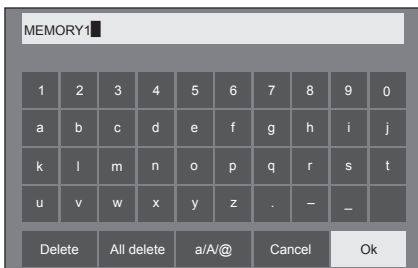 MEMORY1
1 2 3 4 5 6 7 8 9 0
a b c d e f g h i j
k l m n o p q r s t
u v w x y z . – _
Delete All delete a/A/@ Cancel Ok